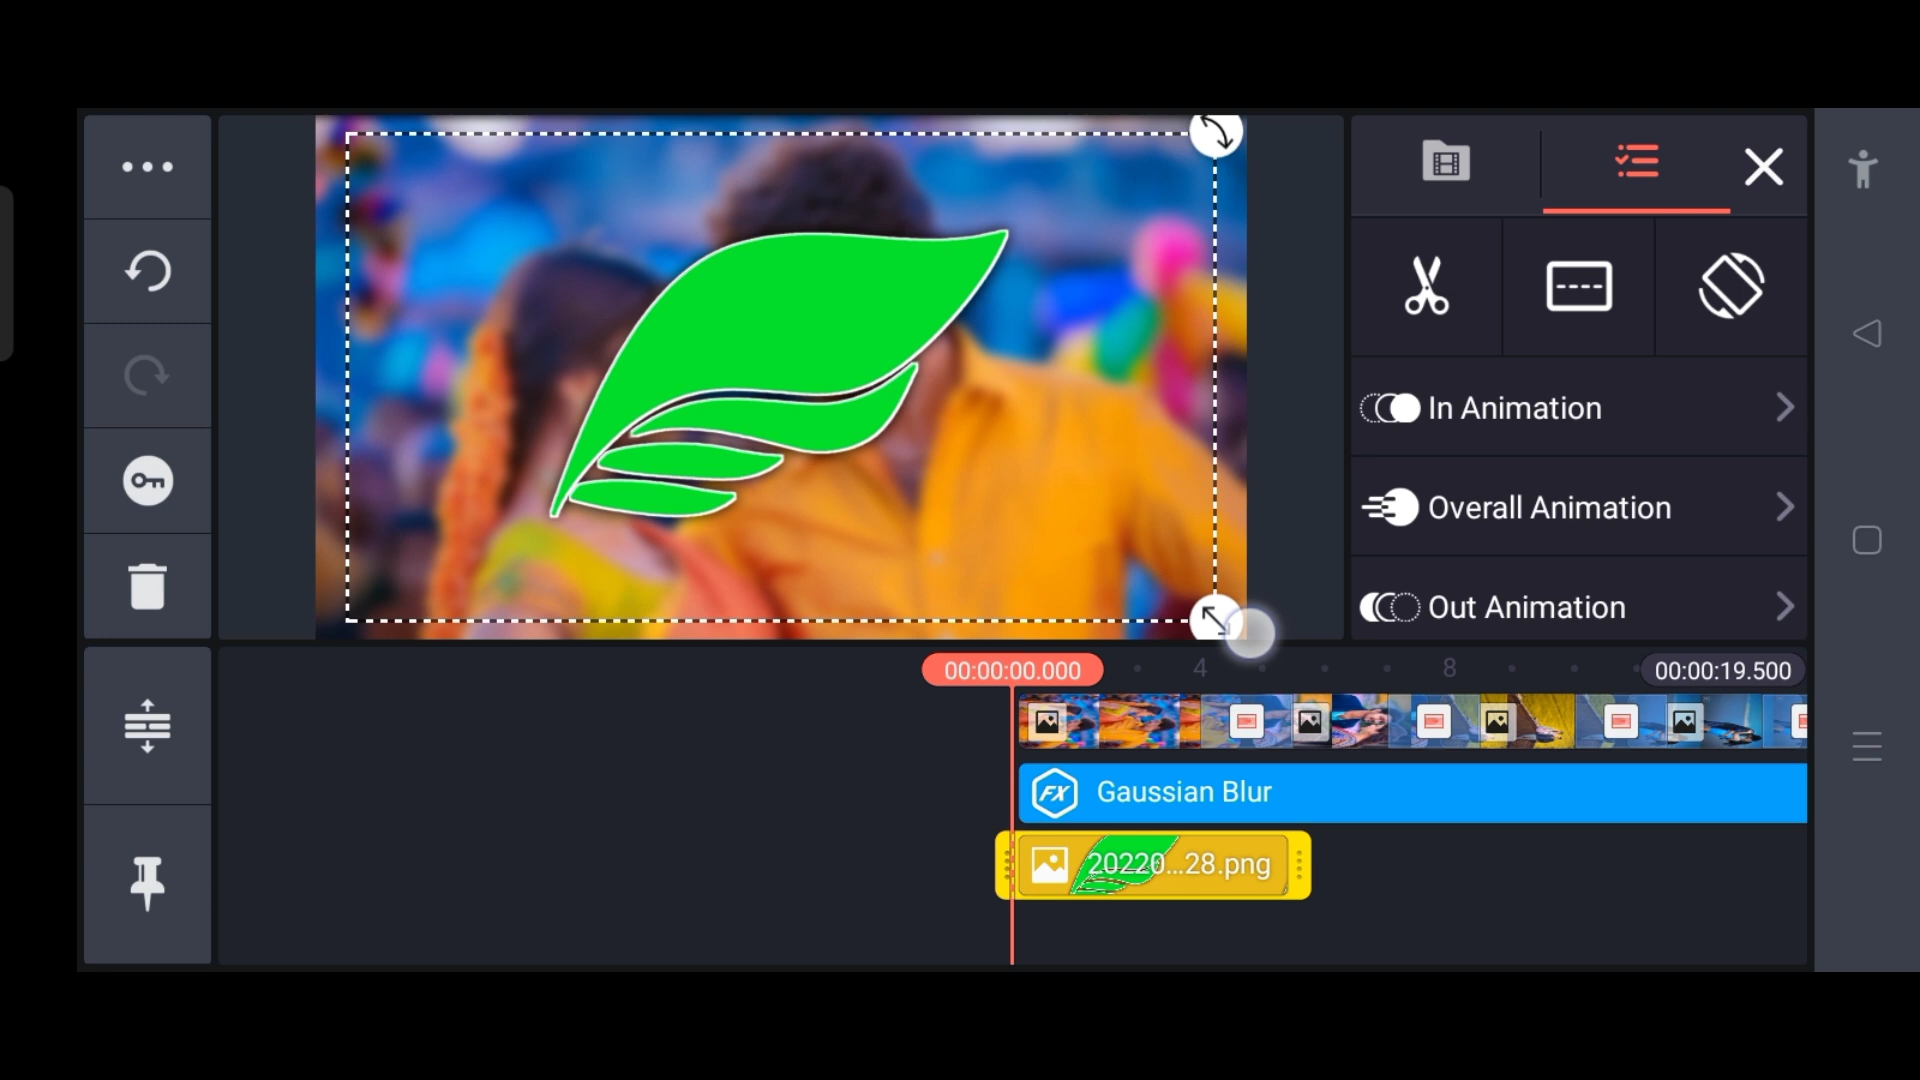 In Animation
Overall Animation
Out Animation
00:00:00.000
4
8
00:00:19.500
FX
Gaussian Blur
20220...28.png